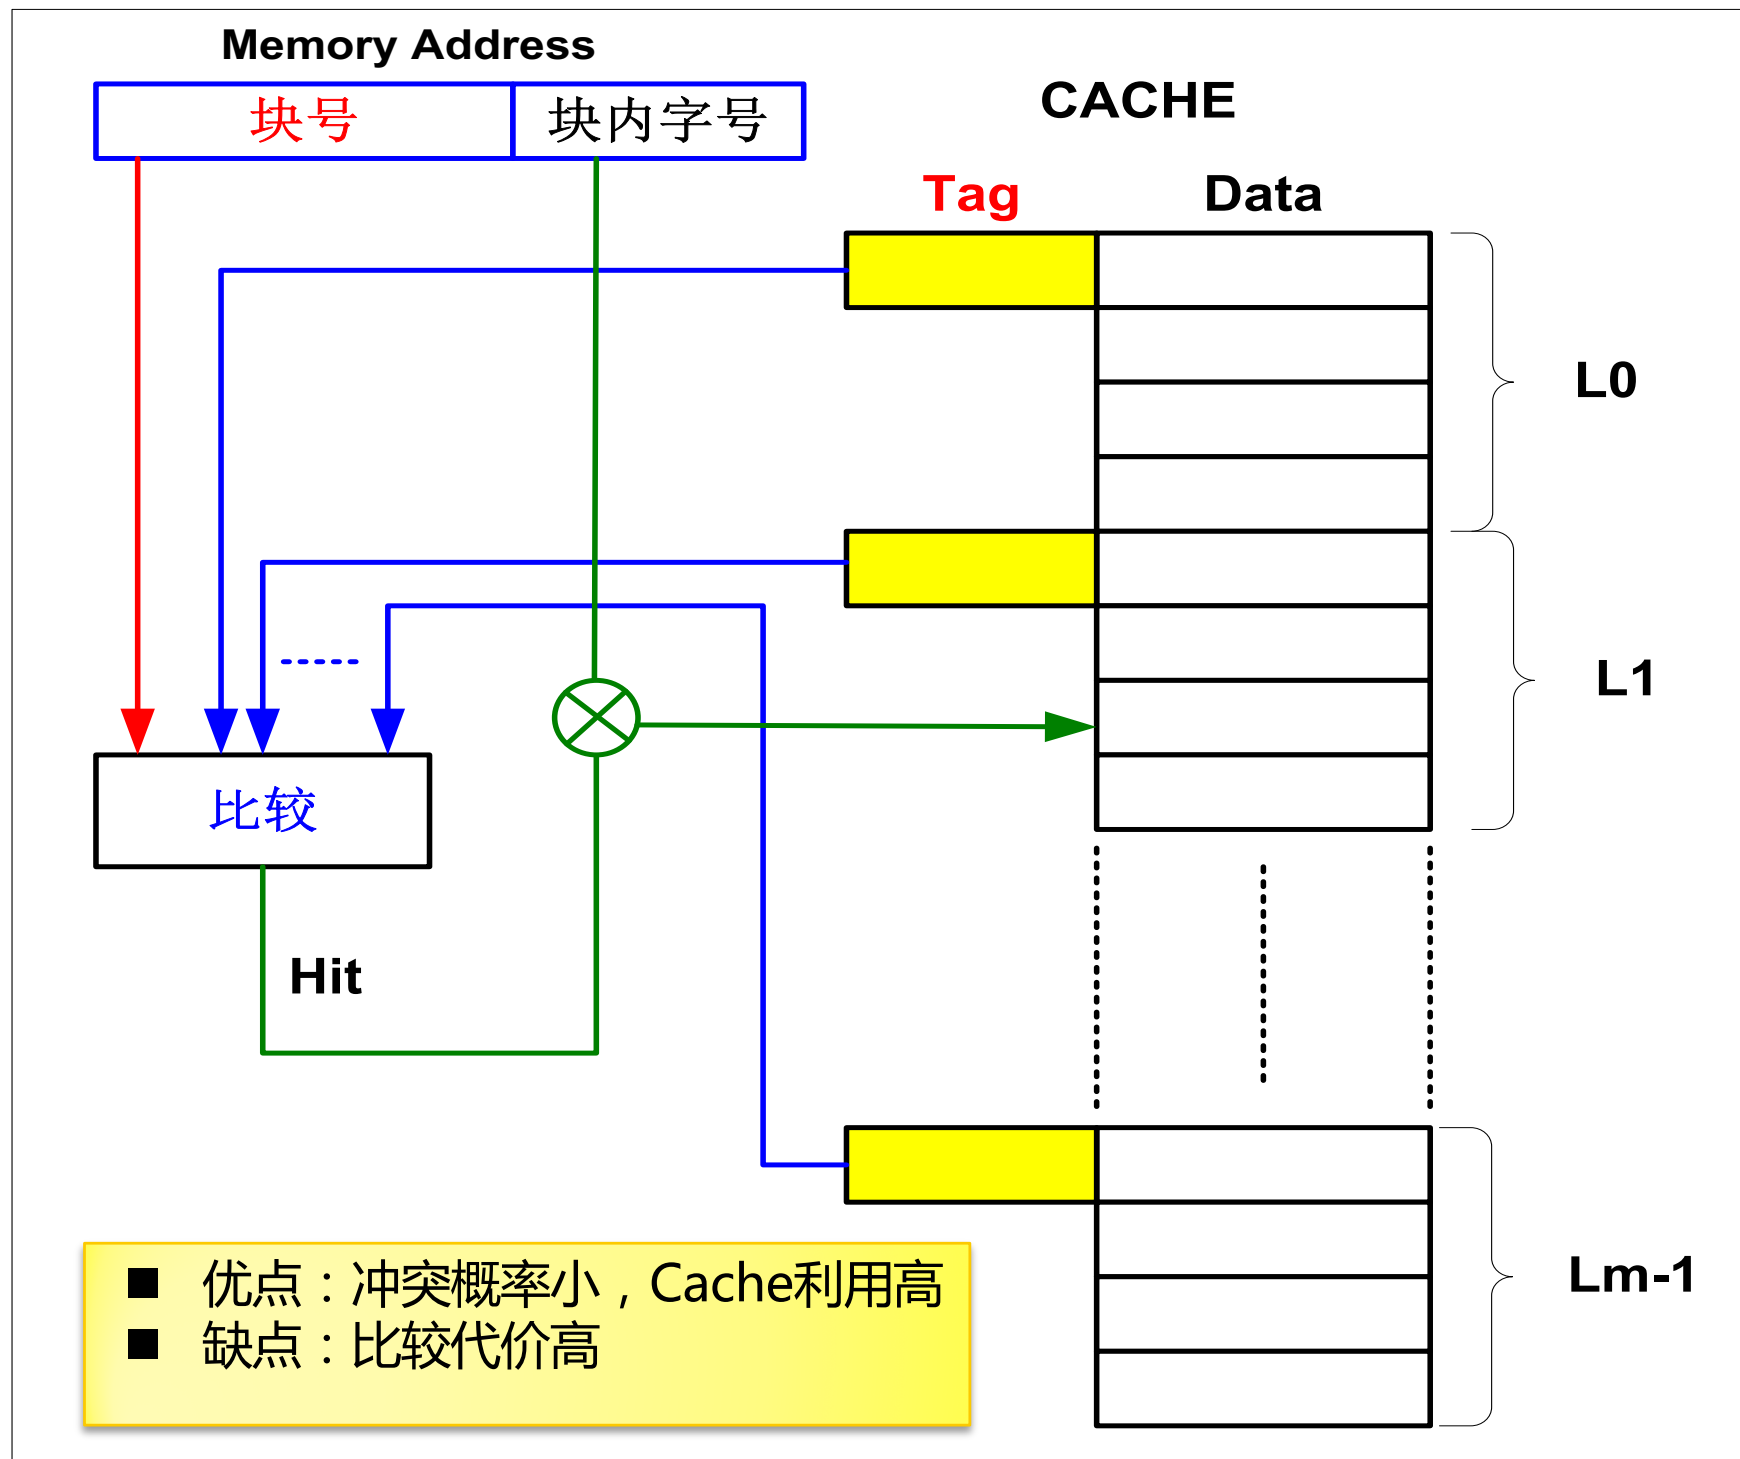 Memory Address
块号 块内字号
CACHE
Tag Data
L0
L1
比较
Hit
Lm-1
■ 优点：冲突概率小，Cache利用高
■ 缺点：比较代价高